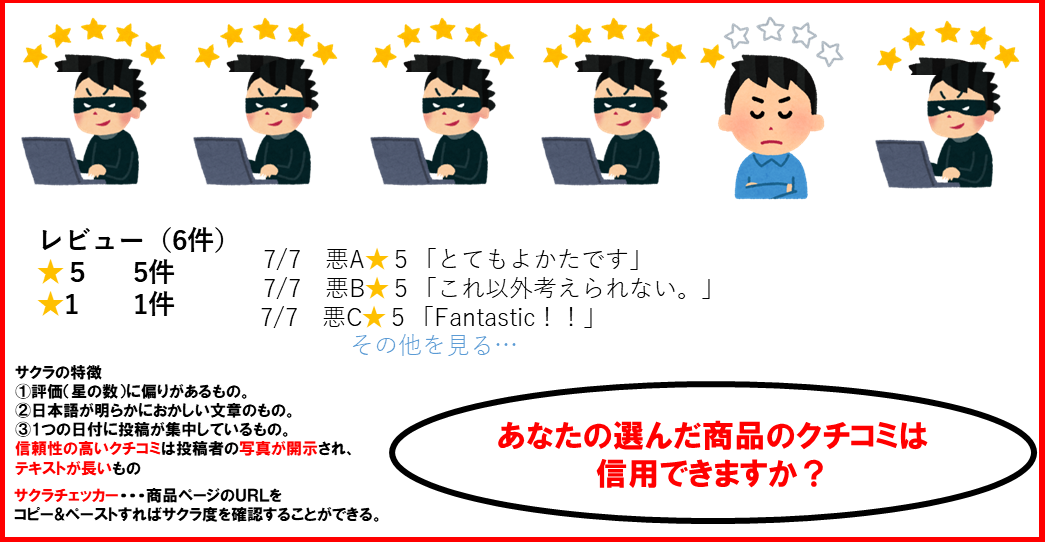 レビュー（6件）
★５　5件
★1　1件
7/7　悪A★５「とてもよかたです」
7/7　悪B★５「これ以外考えられない。」
7/7　悪C★５「Fantastic！！」
その他を見る…
サクラの特徴
①評価（星の数）に偏りがあるもの。
②日本語が明らかにおかしい文章のもの。
③１つの日付に投稿が集中しているもの。
信頼性の高いクチコミは投稿者の写真が開示され、
テキストが長いもの
サクラチェッカー・・・商品ページのURLを
コピー&ペーストすればサクラ度を確認することができる。
あなたの選んだ商品のクチコミは
信用できますか？